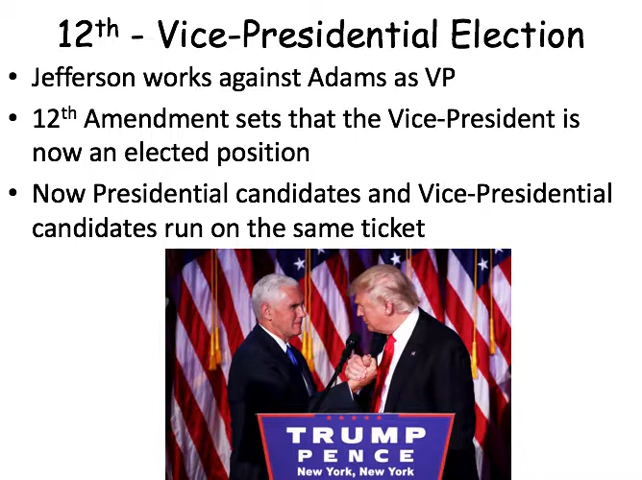 12th - Vice-Presidential Election
• Jefferson works against Adams as VP
• 12th Amendment sets that the Vice-President is
now an elected position
• Now Presidential candidates and Vice-Presidential
candidates run on the same ticket
TRUMP
PENCE
New York, New York